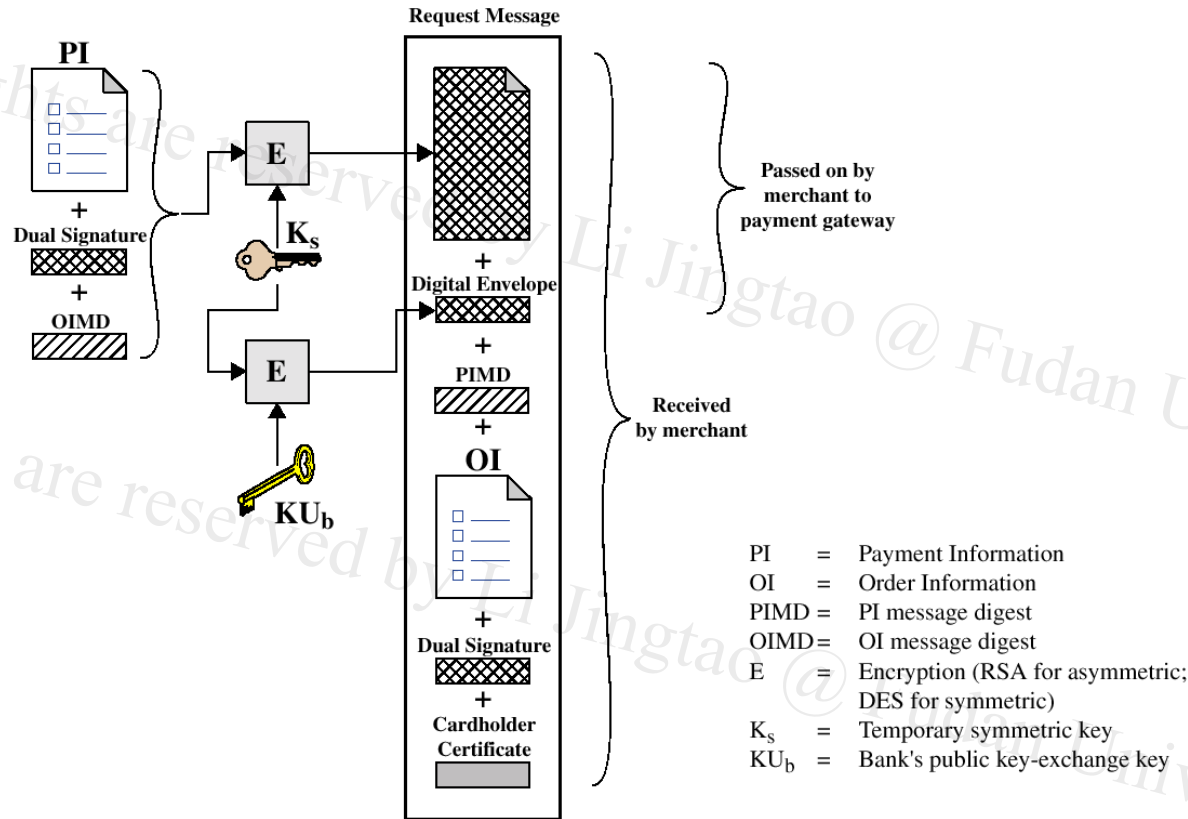 Request Message
PI
+
Dual Signature
+
OIMD
E
Ks
E
KUb
+
Digital Envelope
+
PIMD
+
OI
+
Dual Signature
+
Cardholder
Certificate
Passed on by
merchant to
payment gateway
Received
by merchant
PI = Payment Information
OI = Order Information
PIMD = PI message digest
OIMD = OI message digest
E = Encryption (RSA for asymmetric;
DES for symmetric)
Ks = Temporary symmetric key
KUb = Bank's public key-exchange key
are reserved by Li Jingtao @ Fudan
are reserved by Li Jingtao @ Fudan